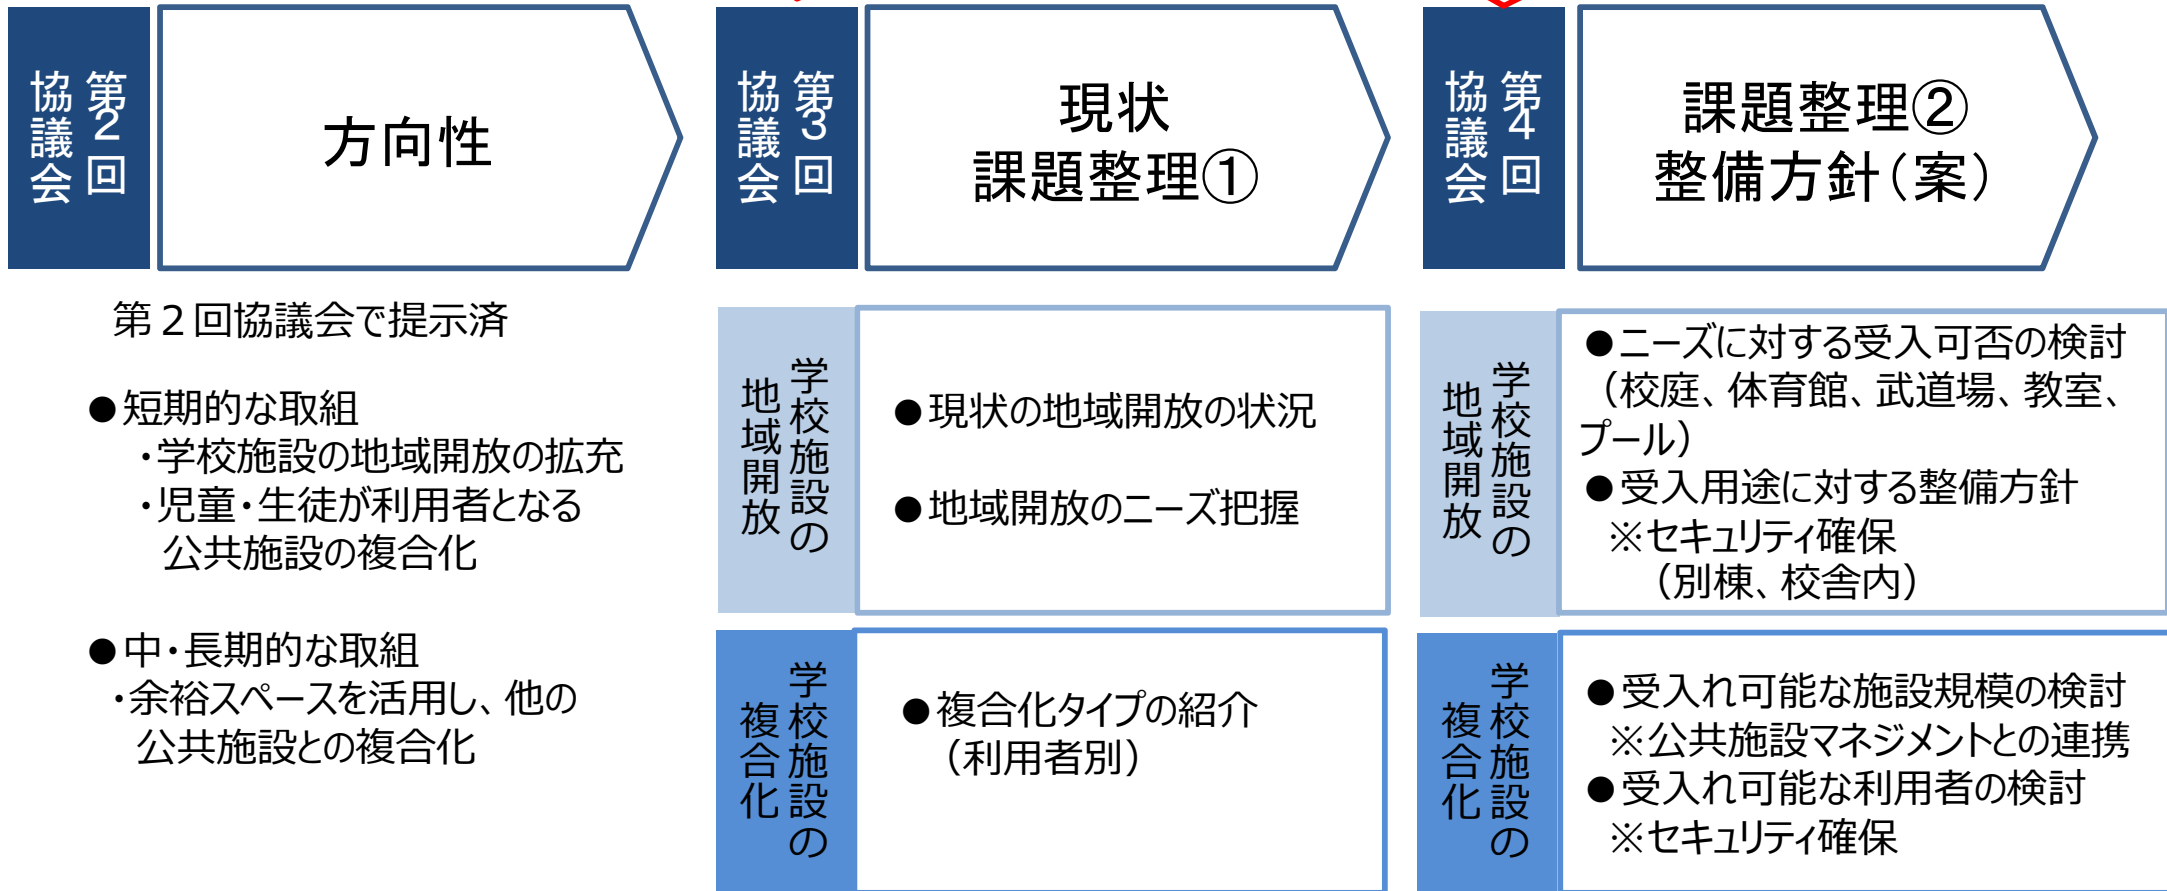 第２回
協議会
方向性
第２回協議会で提示済
●短期的な取組
・学校施設の地域開放の拡充
・児童・生徒が利用者となる
公共施設の複合化
●中・長期的な取組
・余裕スペースを活用し、他の
公共施設との複合化
第３回
協議会
現状
課題整理①
学校施設の
地域開放
●現状の地域開放の状況
●地域開放のニーズ把握
学校施設の
複合化
●複合化タイプの紹介
（利用者別）
第４回
協議会
課題整理②
整備方針（案）
学校施設の
地域開放
●ニーズに対する受入可否の検討
（校庭、体育館、武道場、教室、
プール）
●受入用途に対する整備方針
※セキュリティ確保
（別棟、校舎内）
学校施設の
複合化
●受入れ可能な施設規模の検討
※公共施設マネジメントとの連携
●受入れ可能な利用者の検討
※セキュリティ確保